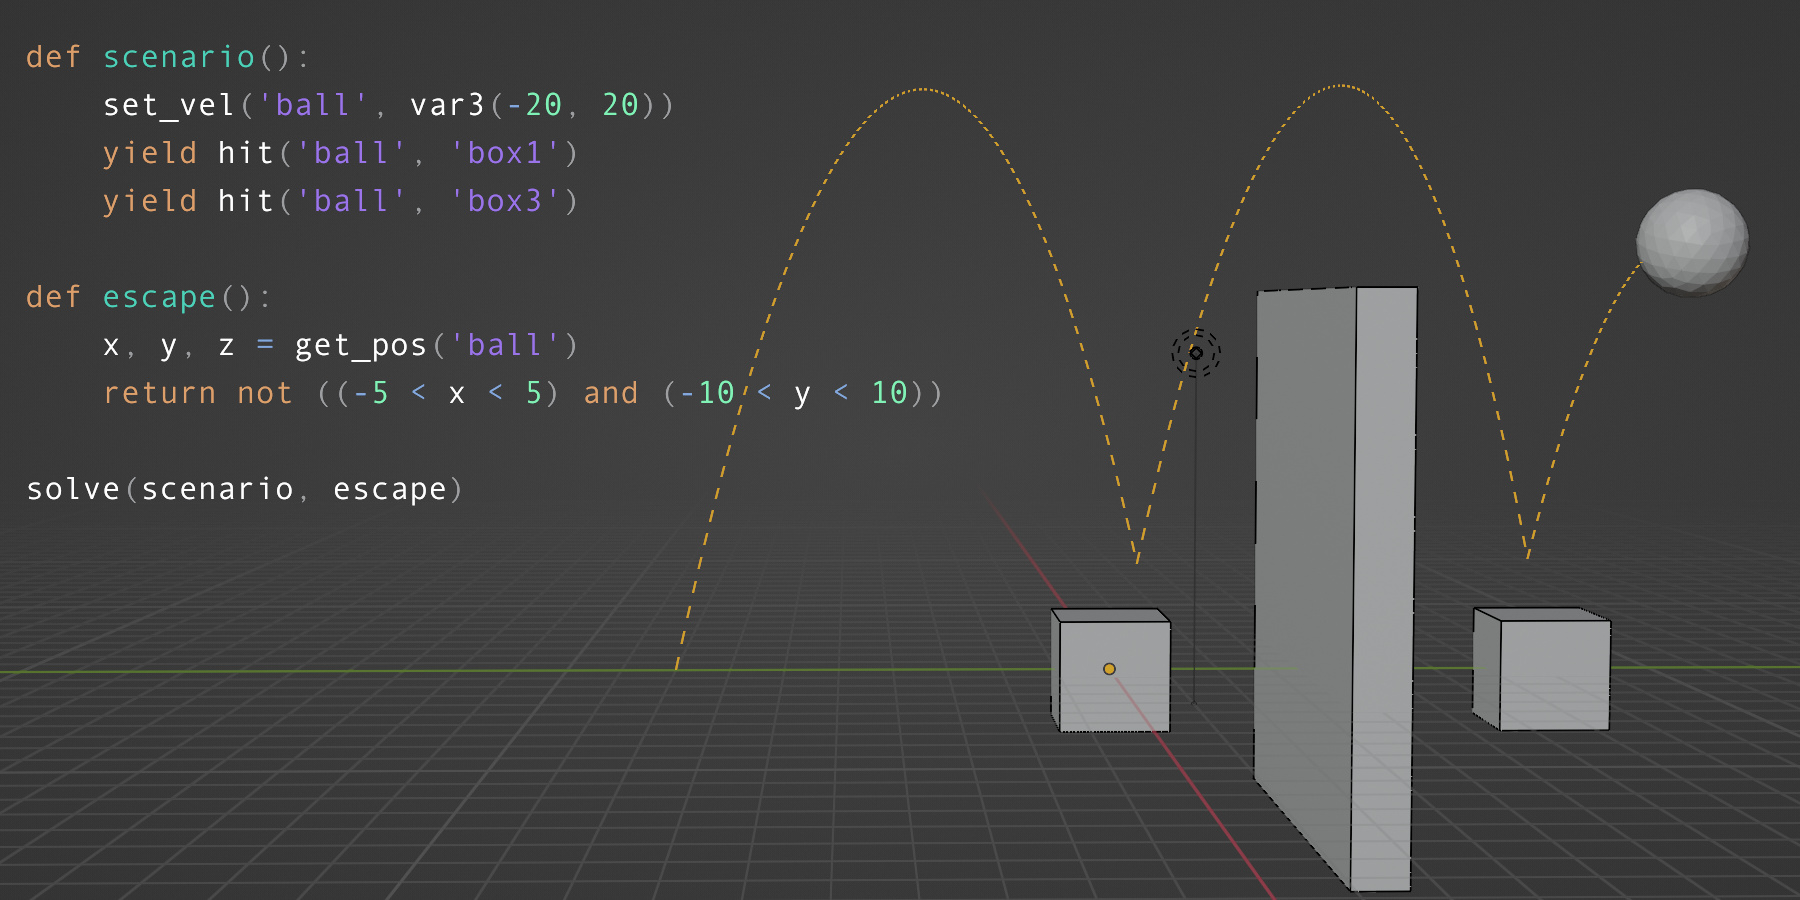 def scenario():
    set_vel('ball', var3(-20, 20))
    yield hit('ball', 'box1')
    yield hit('ball', 'box3')
def escape():
    x, y, z = get_pos('ball')
    return not ((-5 < x < 5) and (-10 < y < 10))
solve(scenario, escape)